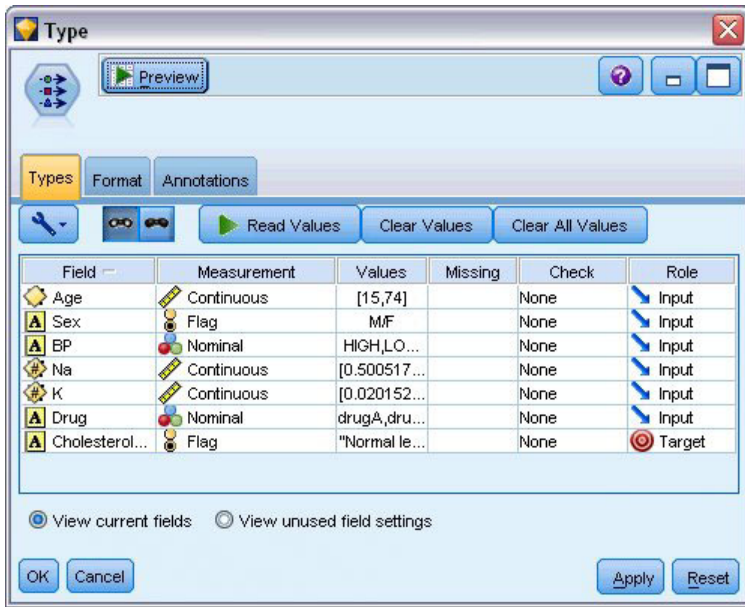 Type
Preview
Types Format Annotations
Read Values Clear Values Clear All Values
Field Measurement Values Missing Check Role
Age Continuous [15,74] None Input
A Sex Flag M/F None Input
A BP Nominal HIGH,LO... None Input
# Na Continuous [0.500517... None Input
# K Continuous [0.020152... None Input
A Drug Nominal drugA,dru... None Input
A Cholesterol... Flag "Normal le... None Target
View current fields View unused field settings
OK Cancel Apply Reset